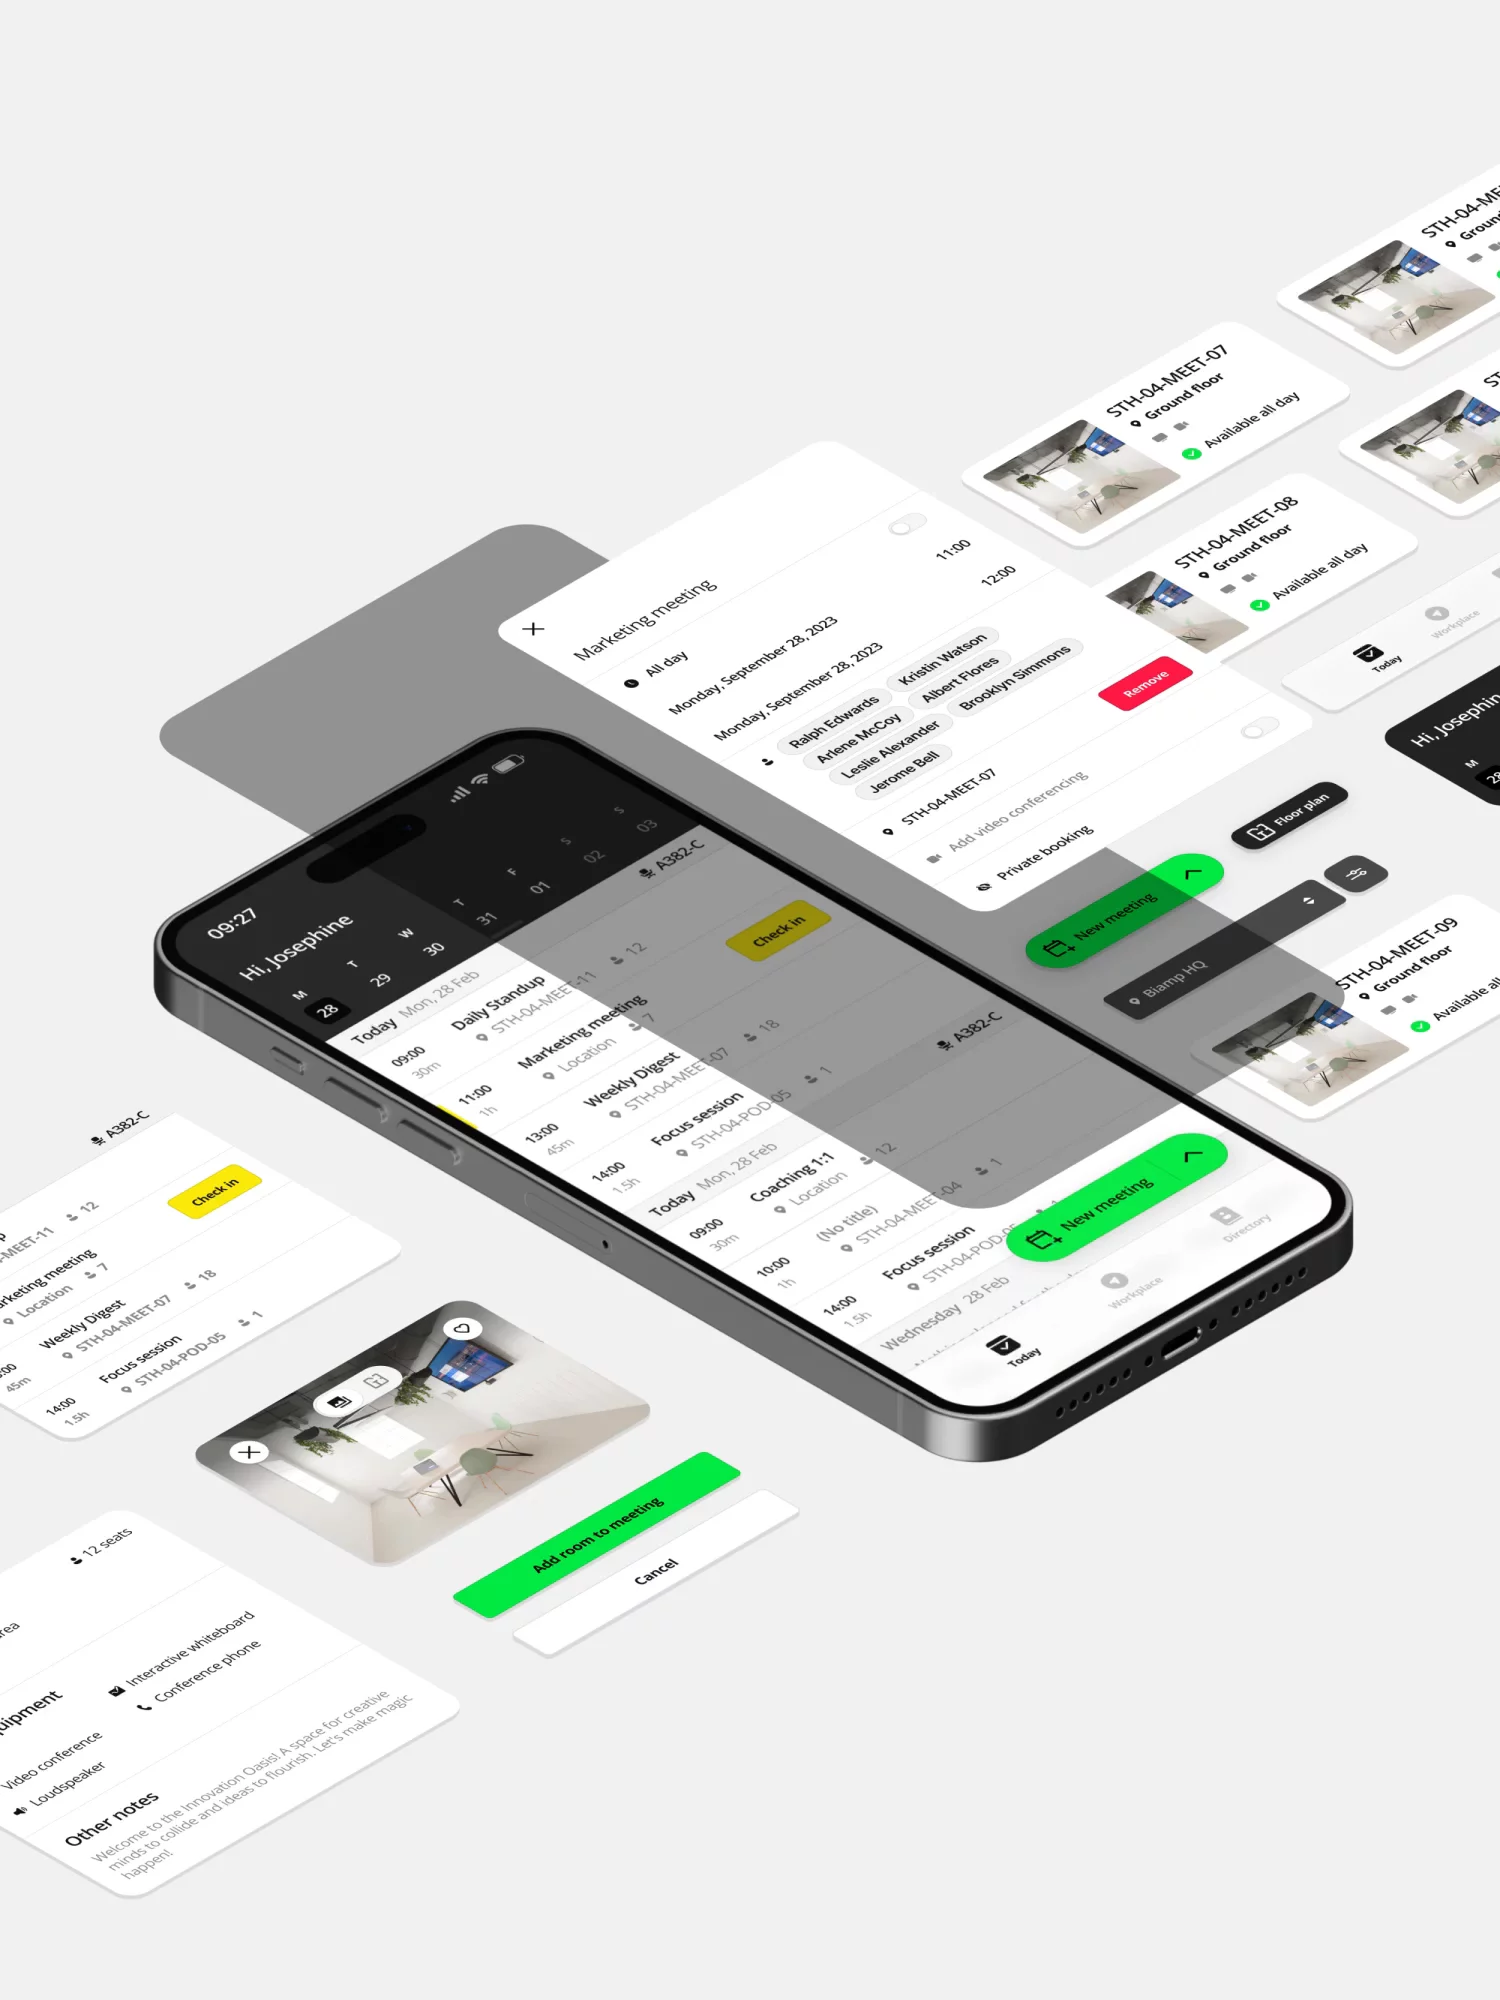 STH-04-ME
Ground
STH-04-MEET-07
Ground floor
Available all day
STH-04-MEET-08
Ground floor
Available all day
Today
Workplace
Hi, Josephin
M
28
Floor plan
New meeting
Biamp HQ
STH-04-MEET-09
Ground floor
Available all
Marketing meeting
All day
Monday, September 28, 2023
11:00
Monday, September 28, 2023
12:00
Ralph Edwards
Kristin Watson
Arlene McCoy
Albert Flores
Leslie Alexander
Brooklyn Simmons
Jerome Bell
STH-04-MEET-07
Remove
Add video conferencing
Private booking
09:27
Hi, Josephine
M T W T F S S
28 29 30 31 01 02 03
Today Mon, 28 Feb
A382-C
09:00
30m
Daily Standup
STH-04-MEET-11 12
Check in
11:00
1h
Marketing meeting
Location 7
13:00
45m
Weekly Digest
STH-04-MEET-07 18
14:00
1.5h
Focus session
STH-04-POD-05 1
Today Mon, 28 Feb
A382-C
09:00
30m
Coaching 1:1
Location 12
10:00
1h
(No title)
STH-04-MEET-04 1
14:00
1.5h
Focus session
STH-04-POD-05 1
Wednesday 28 Feb
New meeting
Today
Workplace
Directory
A382-C
p
-MEET-11 12
Check in
rketing meeting
Location 7
:00
45m
Weekly Digest
STH-04-MEET-07 18
14:00
1.5h
Focus session
STH-04-POD-05 1
Add room to meeting
Cancel
12 seats
rea
uipment
Interactive whiteboard
Conference phone
Video conference
Loudspeaker
Other notes
Welcome to the Innovation Oasis! A space for creative
minds to collide and ideas to flourish. Let's make magic
happen!